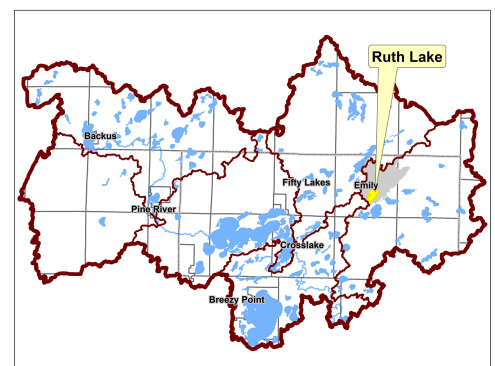 Ruth Lake
Backus
Fifty Lakes
Emily
Pine River
Crosslake
Breezy Point